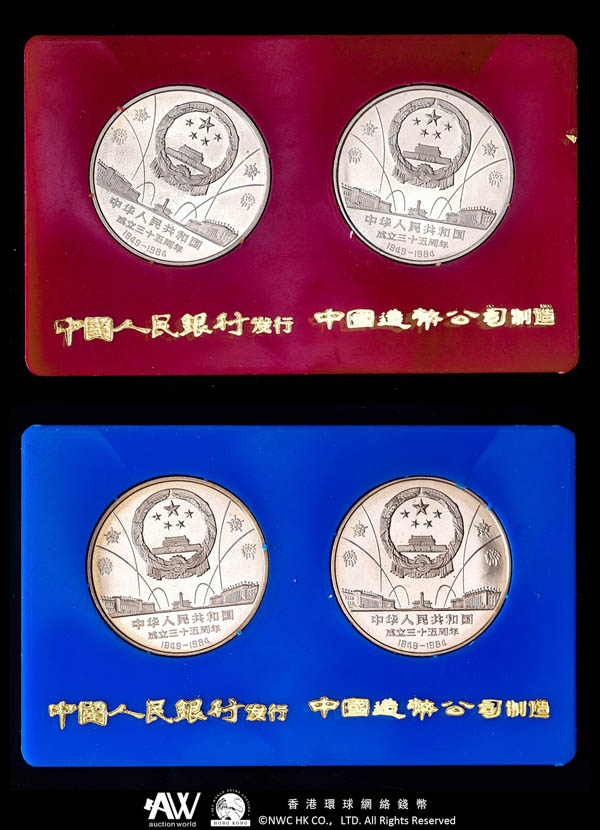 中华人民共和国
成立三十五周年
1949-1984
中华人民共和国
成立三十五周年
1949-1984
中國人民銀行发行 中國造幣公司制造
中华人民共和国
成立三十五周年
1949-1984
中华人民共和国
成立三十五周年
1949-1984
中國人民銀行发行 中國造幣公司制造
AW
auction world
HONG KONG
香港環球網絡錢幣
©NWC HK CO., LTD. All Rights Reserved